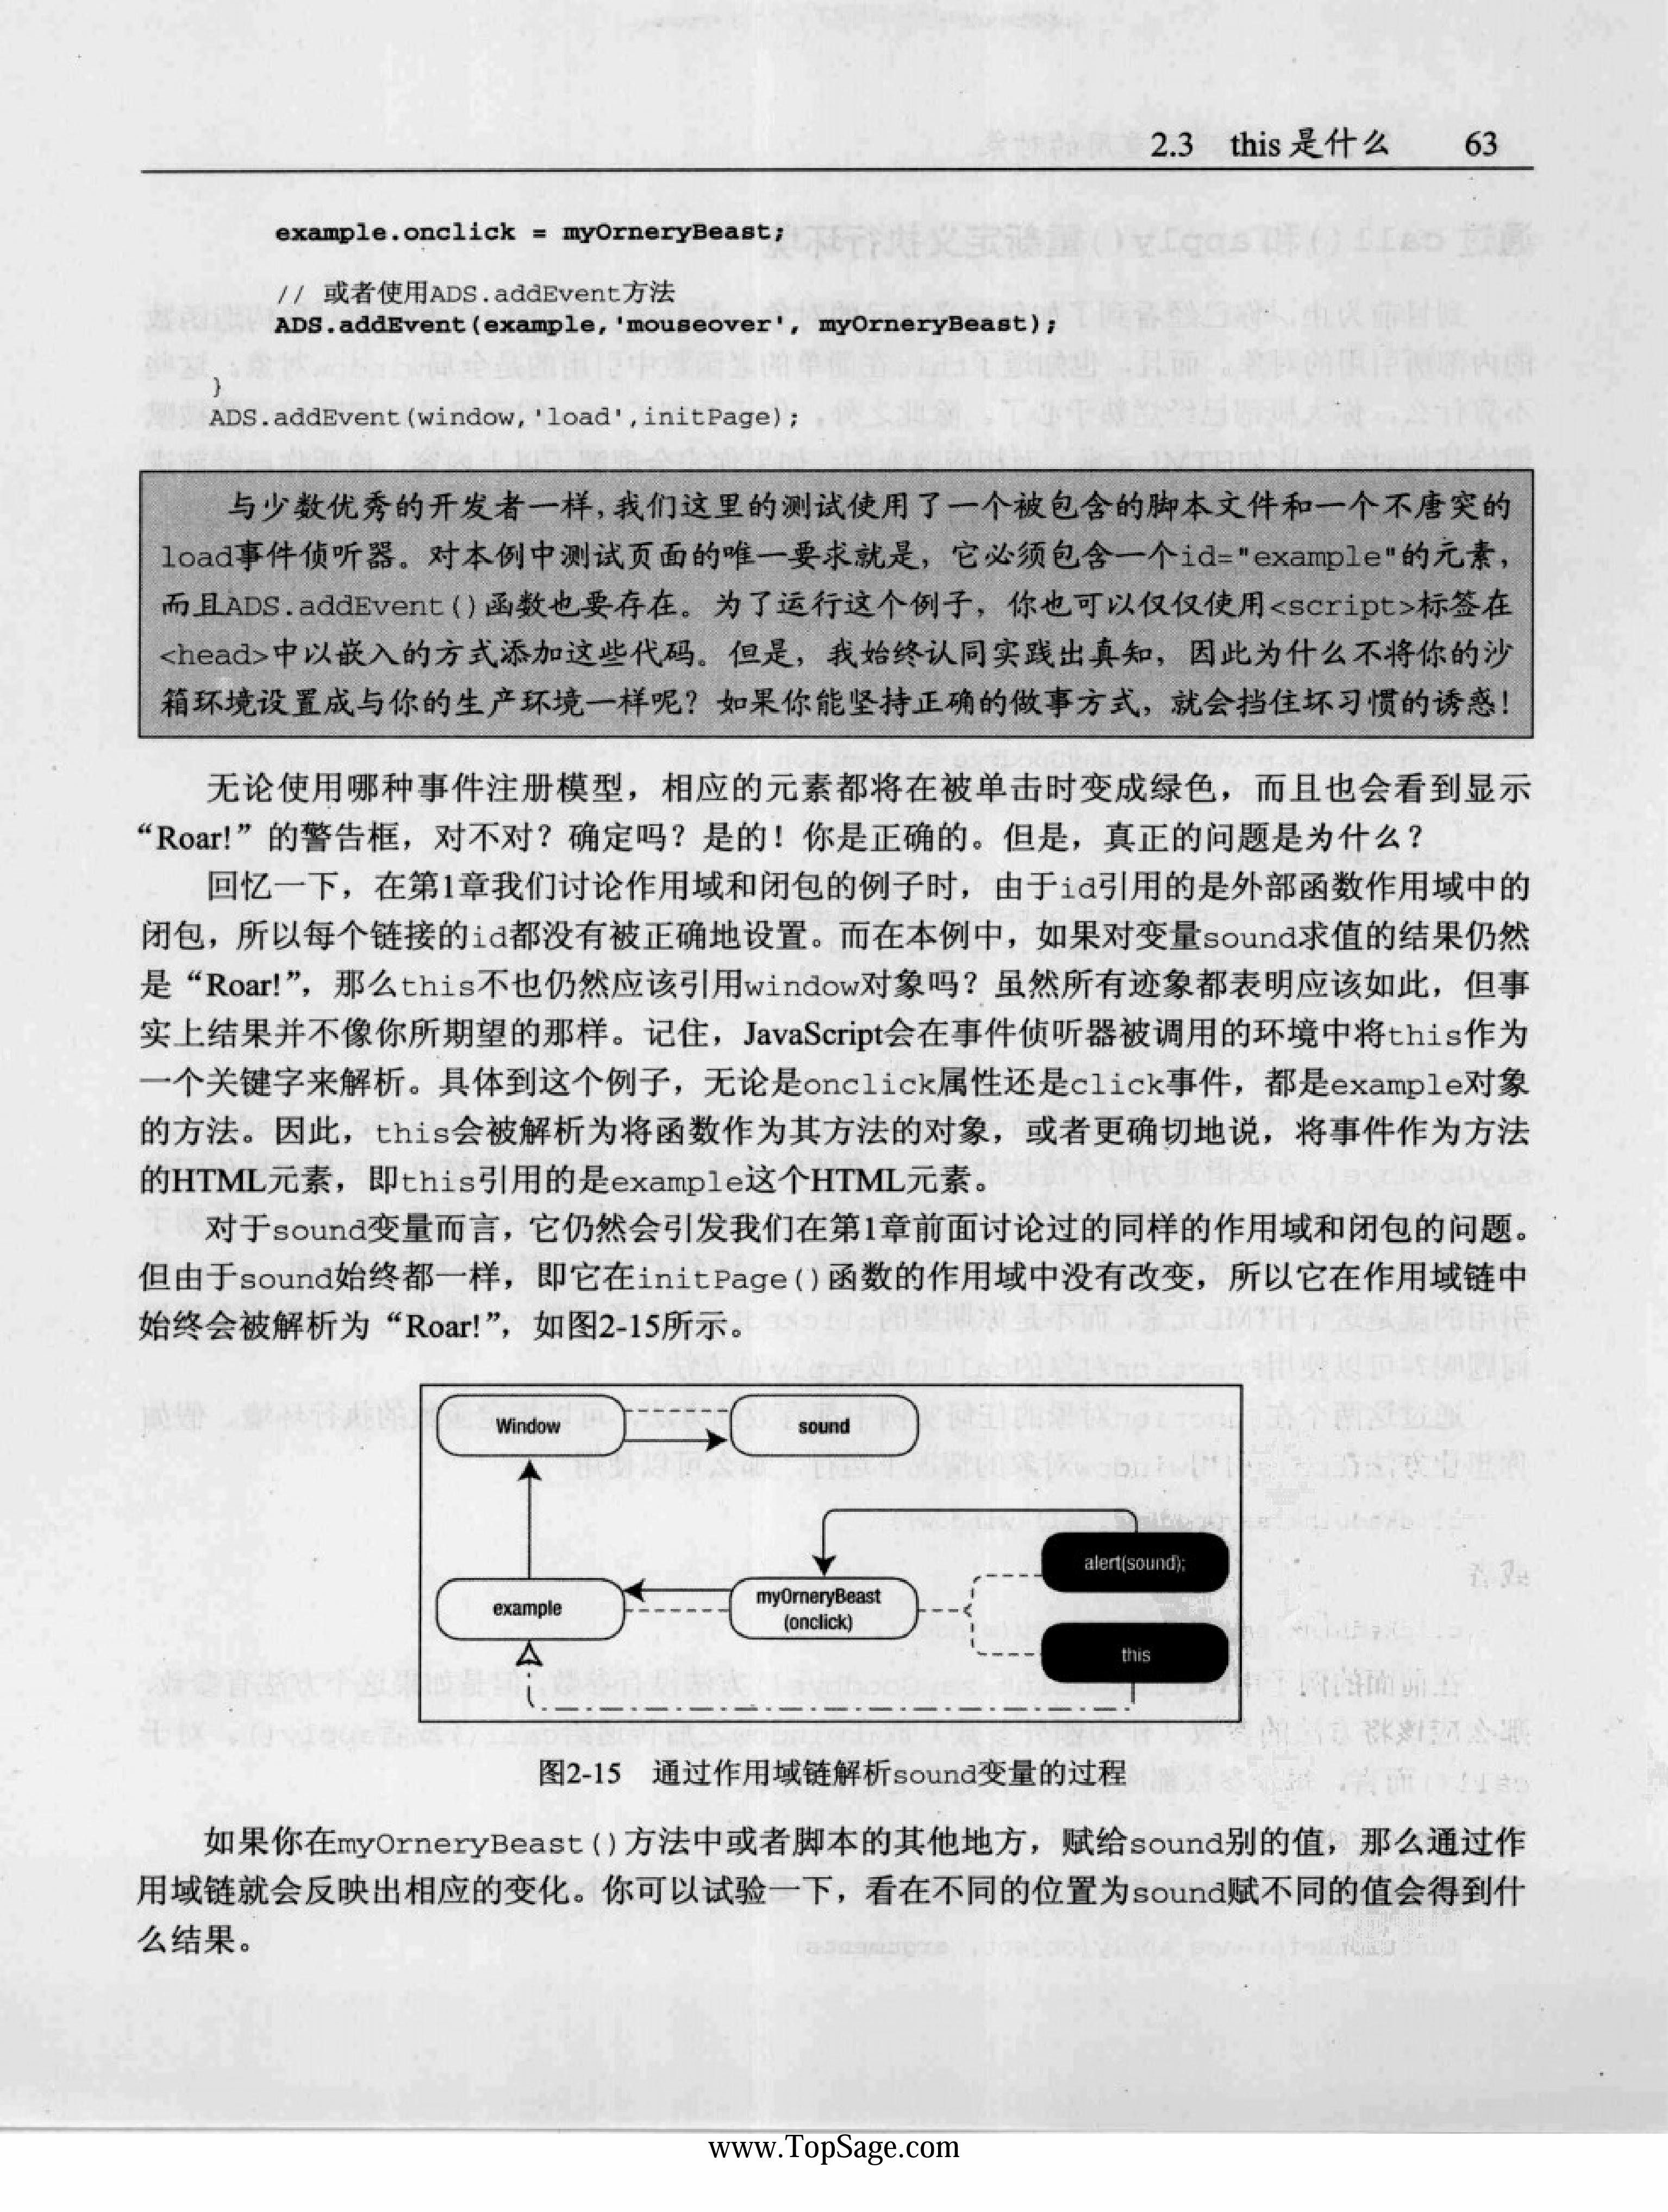 2.3 this 是什么 63
example.onclick = myOrneryBeast;
// 或者使用ADS.addEvent方法
ADS.addEvent(example,'mouseover', myOrneryBeast);
}
ADS.addEvent(window,'load',initPage);
与少数优秀的开发者一样,我们这里的测试使用了一个被包含的脚本文件和一个不唐突的
load事件侦听器。对本例中测试页面的唯一要求就是，它必须包含一个id="example"的元素，
而且ADS.addEvent()函数也要存在。为了运行这个例子，你也可以仅仅使用<script>标签在
<head>中以嵌入的方式添加这些代码。但是，我始终认同实践出真知，因此为什么不将你的沙
箱环境设置成与你的生产环境一样呢？如果你能坚持正确的做事方式，就会挡住坏习惯的诱惑！
无论使用哪种事件注册模型，相应的元素都将在被单击时变成绿色，而且也会看到显示
“Roar!”的警告框，对不对？确定吗？是的！你是正确的。但是，真正的问题是为什么？
回忆一下，在第1章我们讨论作用域和闭包的例子时，由于id引用的是外部函数作用域中的
闭包，所以每个链接的id都没有被正确地设置。而在本例中，如果对变量sound求值的结果仍然
是“Roar!”，那么this不也仍然应该引用window对象吗？虽然所有迹象都表明应该如此，但事
实上结果并不像你所期望的那样。记住，JavaScript会在事件侦听器被调用的环境中将this作为
一个关键字来解析。具体到这个例子，无论是onclick属性还是click事件，都是example对象
的方法。因此，this会被解析为将函数作为其方法的对象，或者更确切地说，将事件作为方法
的HTML元素，即this引用的是example这个HTML元素。
对于sound变量而言，它仍然会引发我们在第1章前面讨论过的同样的作用域和闭包的问题。
但由于sound始终都一样，即它在initPage()函数的作用域中没有改变，所以它在作用域链中
始终会被解析为“Roar!”，如图2-15所示。
Window
sound
alert(sound);
example
myOrneryBeast
(onclick)
this
图2-15 通过作用域链解析sound变量的过程
如果你在myOrneryBeast()方法中或者脚本的其他地方，赋给sound别的值，那么通过作
用域链就会反映出相应的变化。你可以试验一下，看在不同的位置为sound赋不同的值会得到什
么结果。
www.TopSage.com